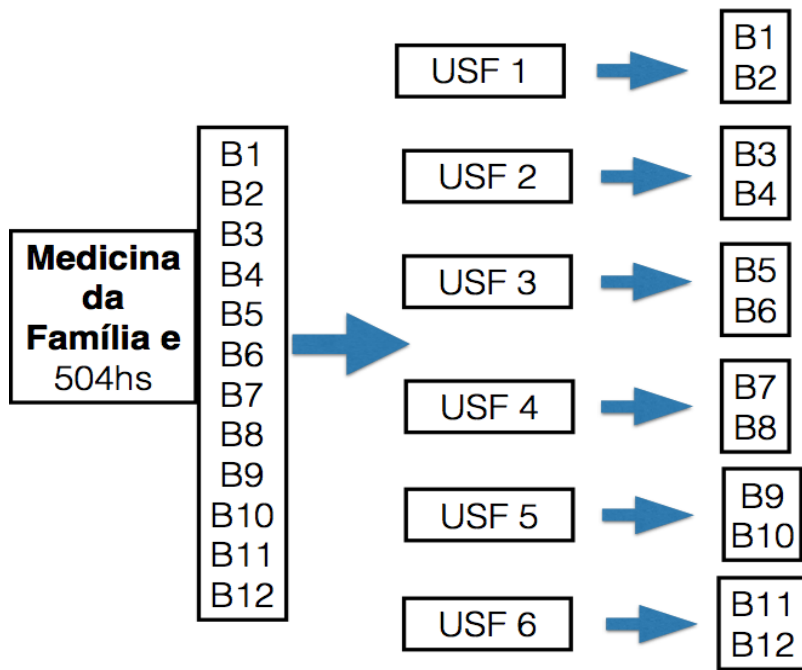 Medicina
da
Família e
504hs
B1
B2
B3
B4
B5
B6
B7
B8
B9
B10
B11
B12
USF 1
B1
B2
USF 2
B3
B4
USF 3
B5
B6
USF 4
B7
B8
USF 5
B9
B10
USF 6
B11
B12